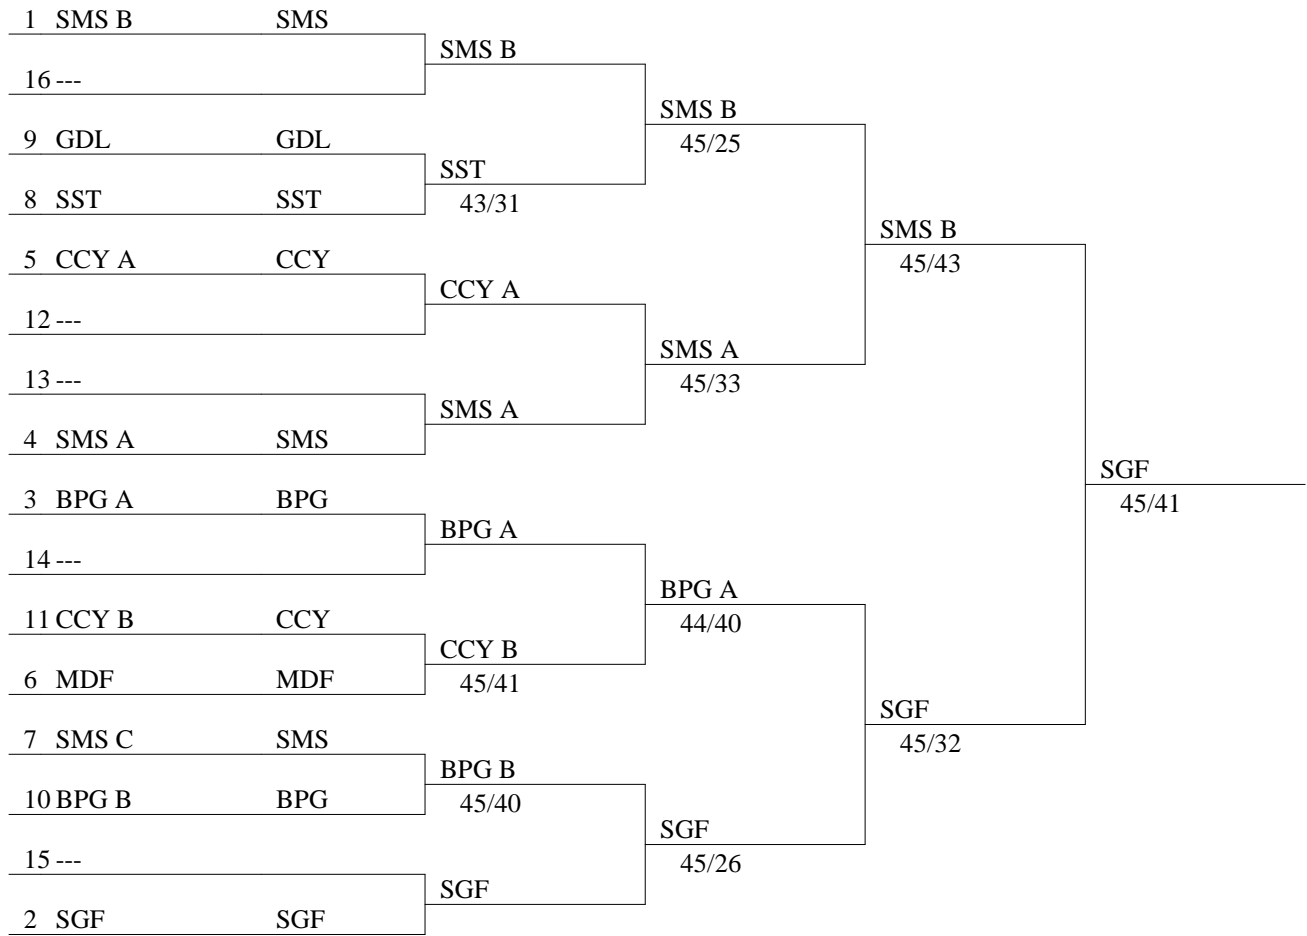 1 SMS B SMS
SMS B
16 ---
SMS B
45/25
9 GDL GDL
SST
43/31
8 SST SST
SMS B
45/43
5 CCY A CCY
CCY A
12 ---
SMS A
45/33
13 ---
SMS A
4 SMS A SMS
SGF
45/41
3 BPG A BPG
BPG A
14 ---
BPG A
44/40
11 CCY B CCY
CCY B
45/41
6 MDF MDF
SGF
45/32
7 SMS C SMS
BPG B
45/40
10 BPG B BPG
SGF
45/26
15 ---
SGF
2 SGF SGF